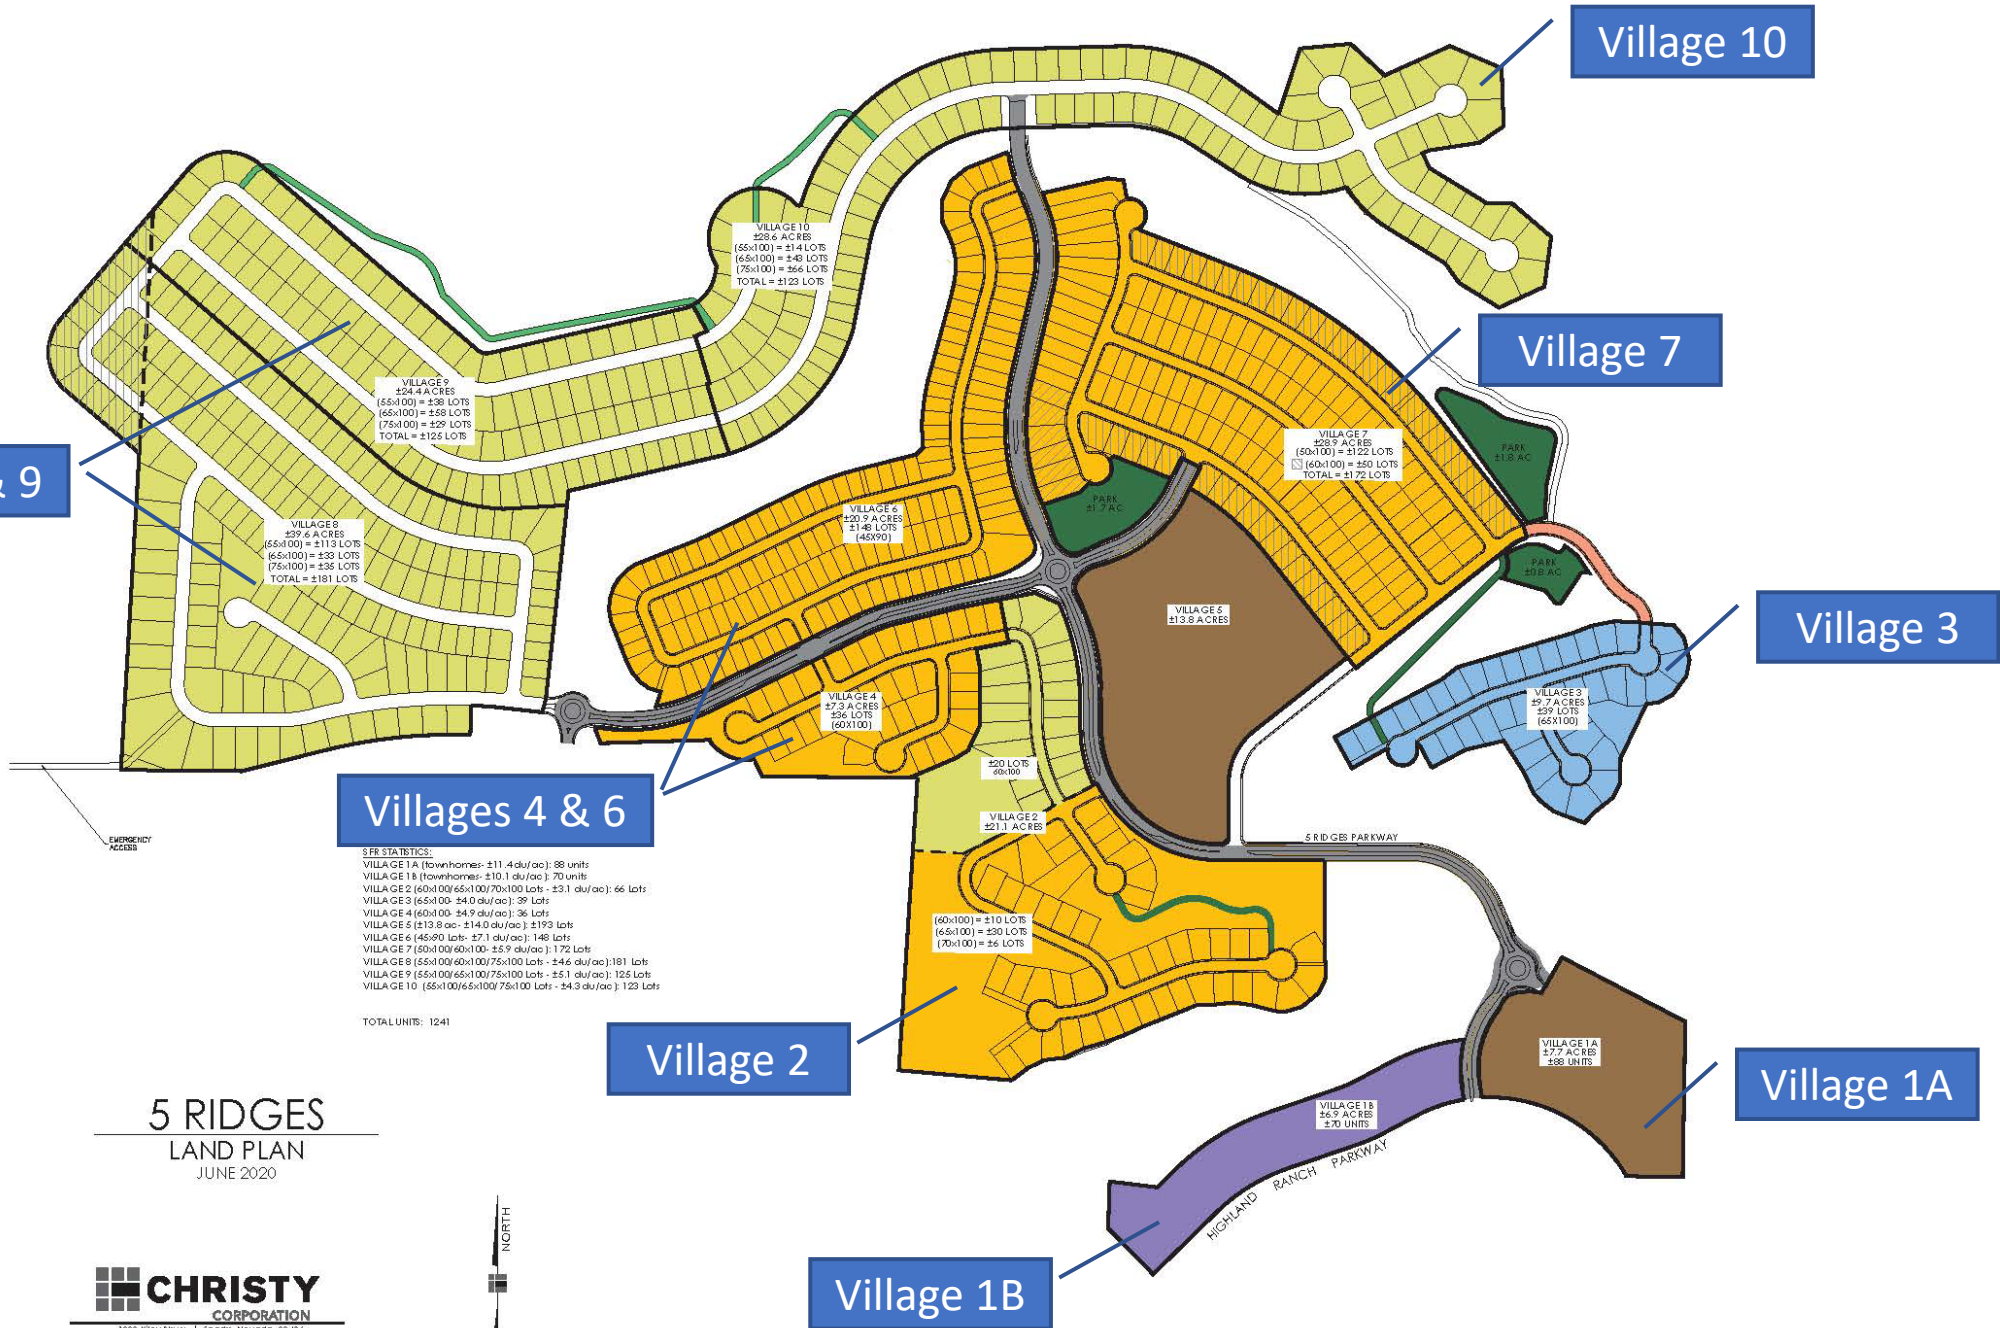 Village 10
VILLAGE 10
±28.6 ACRES
(55x100) = ±14 LOTS
(65x100) = ±43 LOTS
(75x100) = ±66 LOTS
TOTAL = ±123 LOTS
Village 7
VILLAGE 9
±24.4 ACRES
(55x100) = ±38 LOTS
(65x100) = ±58 LOTS
(75x100) = ±29 LOTS
TOTAL = ±125 LOTS
& 9
VILLAGE 7
±28.9 ACRES
(50x100) = ±122 LOTS
(60x100) = ±50 LOTS
TOTAL = ±172 LOTS
PARK
±1.8 AC
PARK
±1.7 AC
VILLAGE 6
±20.9 ACRES
±148 LOTS
(45X90)
VILLAGE 8
±39.6 ACRES
(55x100) = ±113 LOTS
(65x100) = ±33 LOTS
(75x100) = ±35 LOTS
TOTAL = ±181 LOTS
PARK
±0.8 AC
VILLAGE 5
±13.8 ACRES
Village 3
VILLAGE 4
±7.3 ACRES
±36 LOTS
(60X100)
VILLAGE 3
±9.7 ACRES
±39 LOTS
(65X100)
±20 LOTS
60x100
Villages 4 & 6
VILLAGE 2
±21.1 ACRES
5 RIDGES PARKWAY
EMERGENCY
ACCESS
SFR STATISTICS:
VILLAGE 1A (townhomes- ±11.4 du/ac): 88 units
VILLAGE 1B (townhomes- ±10.1 du/ac): 70 units
VILLAGE 2 (60x100/65x100/70x100 Lots - ±3.1 du/ac): 66 Lots
VILLAGE 3 (65x100- ±4.0 du/ac): 39 Lots
VILLAGE 4 (60x100- ±4.9 du/ac): 36 Lots
VILLAGE 5 (±13.8 ac - ±14.0 du/ac): ±193 Lots
VILLAGE 6 (45x90 Lots- ±7.1 du/ac): 148 Lots
VILLAGE 7 (50x100/60x100- ±5.9 du/ac): 172 Lots
VILLAGE 8 (55x100/60x100/75x100 Lots - ±4.6 du/ac):181 Lots
VILLAGE 9 (55x100/65x100/75x100 Lots - ±5.1 du/ac): 125 Lots
VILLAGE 10 (55x100/65x100/75x100 Lots - ±4.3 du/ac): 123 Lots
TOTAL UNITS: 1241
(60x100) = ±10 LOTS
(65x100) = ±30 LOTS
(70x100) = ±6 LOTS
Village 2
VILLAGE 1A
±7.7 ACRES
±88 UNITS
Village 1A
VILLAGE 1B
±6.9 ACRES
±70 UNITS
HIGHLAND RANCH PARKWAY
5 RIDGES
LAND PLAN
JUNE 2020
NORTH
CHRISTY
CORPORATION
Village 1B